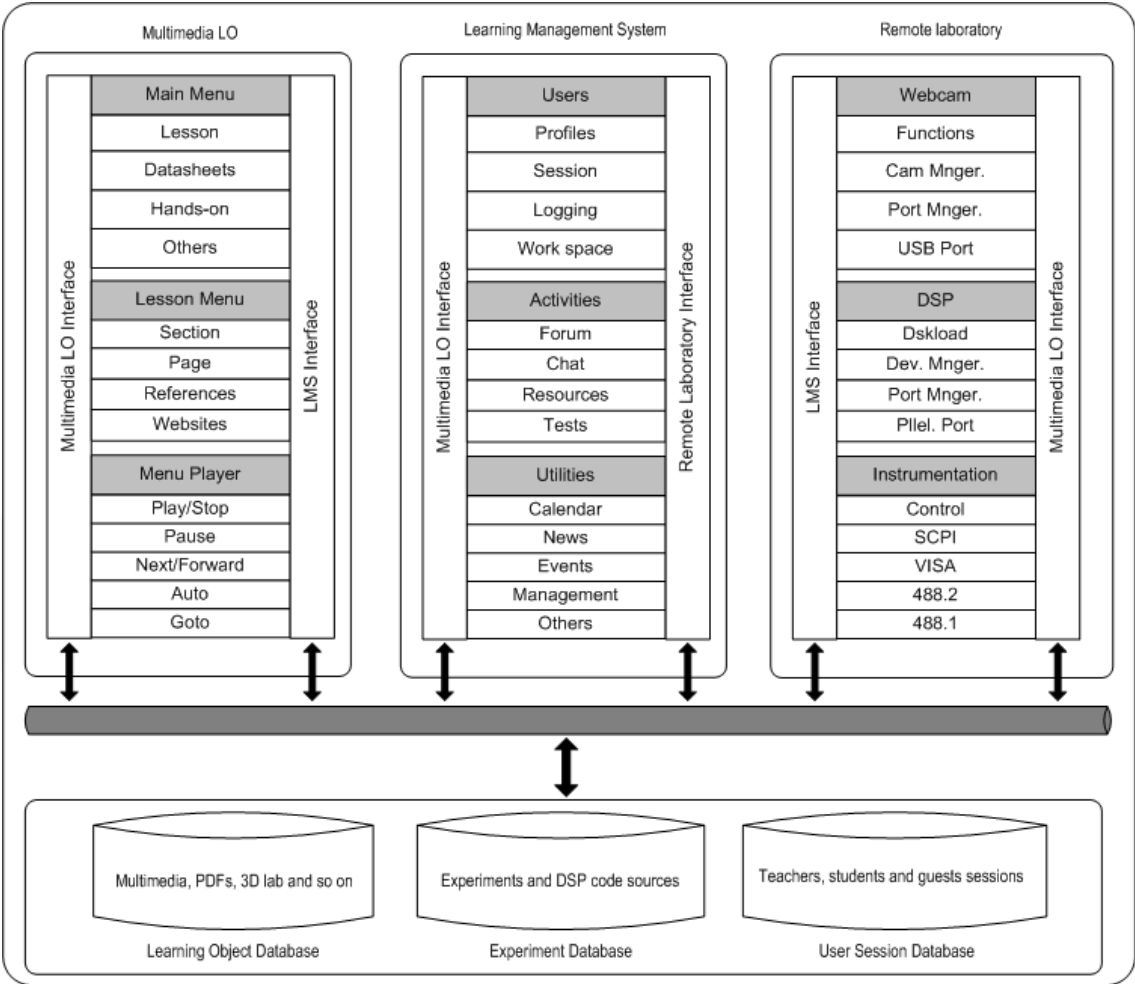 Multimedia LO
Multimedia LO Interface
Main Menu
Lesson
Datasheets
Hands-on
Others
Lesson Menu
Section
Page
References
Websites
Menu Player
Play/Stop
Pause
Next/Forward
Auto
Goto
LMS Interface
Learning Management System
Multimedia LO Interface
Users
Profiles
Session
Logging
Work space
Activities
Forum
Chat
Resources
Tests
Utilities
Calendar
News
Events
Management
Others
Remote Laboratory Interface
Remote laboratory
LMS Interface
Webcam
Functions
Cam Mnger.
Port Mnger.
USB Port
DSP
Dskload
Dev. Mnger.
Port Mnger.
Pllel. Port
Instrumentation
Control
SCPI
VISA
488.2
488.1
Multimedia LO Interface
Multimedia, PDFs, 3D lab and so on
Learning Object Database
Experiments and DSP code sources
Experiment Database
Teachers, students and guests sessions
User Session Database